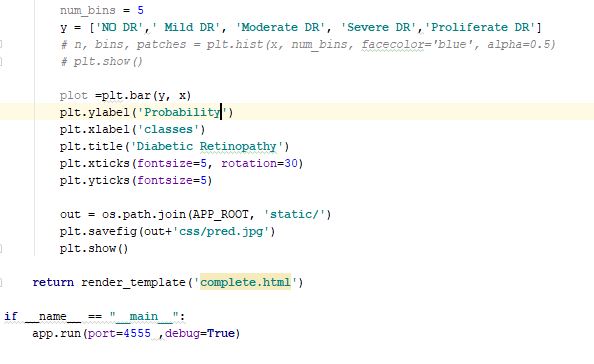 num_bins = 5
y = ['NO DR',' Mild DR', 'Moderate DR', 'Severe DR','Proliferate DR']
# n, bins, patches = plt.hist(x, num_bins, facecolor='blue', alpha=0.5)
# plt.show()
plot =plt.bar(y, x)
plt.ylabel('Probability')
plt.xlabel('classes')
plt.title('Diabetic Retinopathy')
plt.xticks(fontsize=5, rotation=30)
plt.yticks(fontsize=5)
out = os.path.join(APP_ROOT, 'static/')
plt.savefig(out+'css/pred.jpg')
plt.show()
return render_template('complete.html')
if __name__ == "__main__":
app.run(port=4555 ,debug=True)